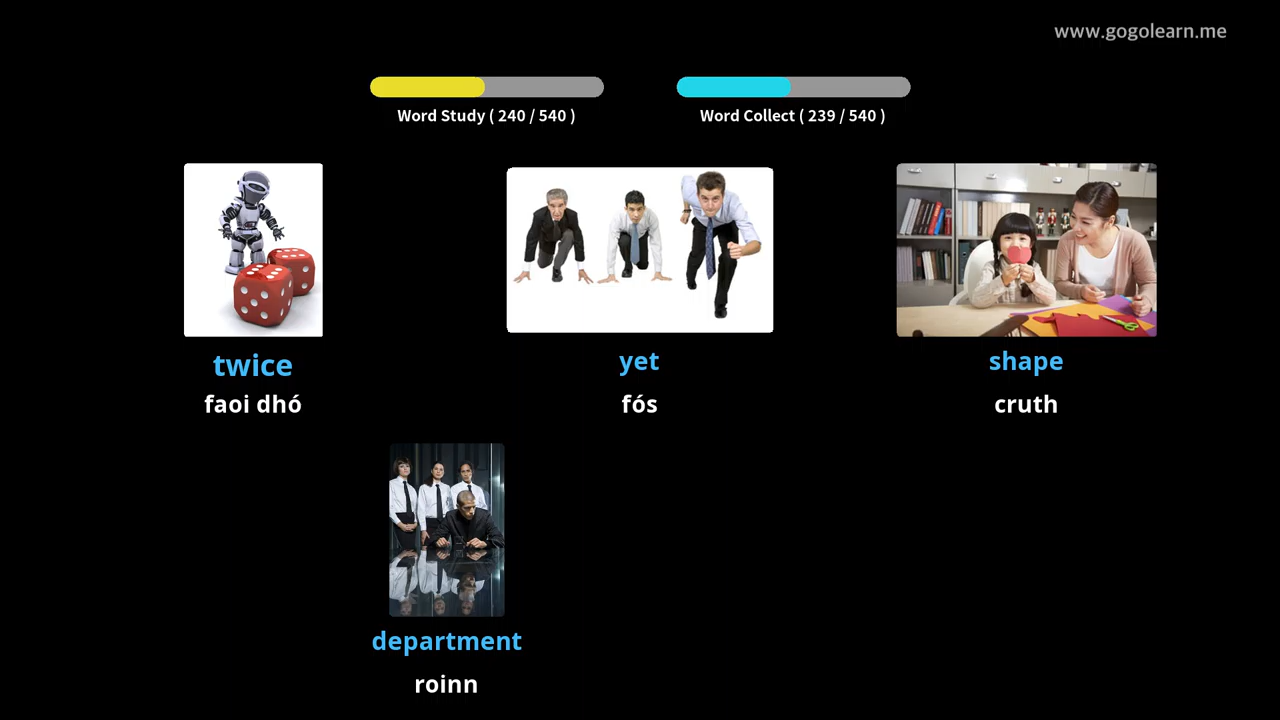 www.gogolearn.me
Word Study ( 240 / 540 )
Word Collect ( 239 / 540 )
twice
faoi dhó
yet
fós
shape
cruth
department
roinn